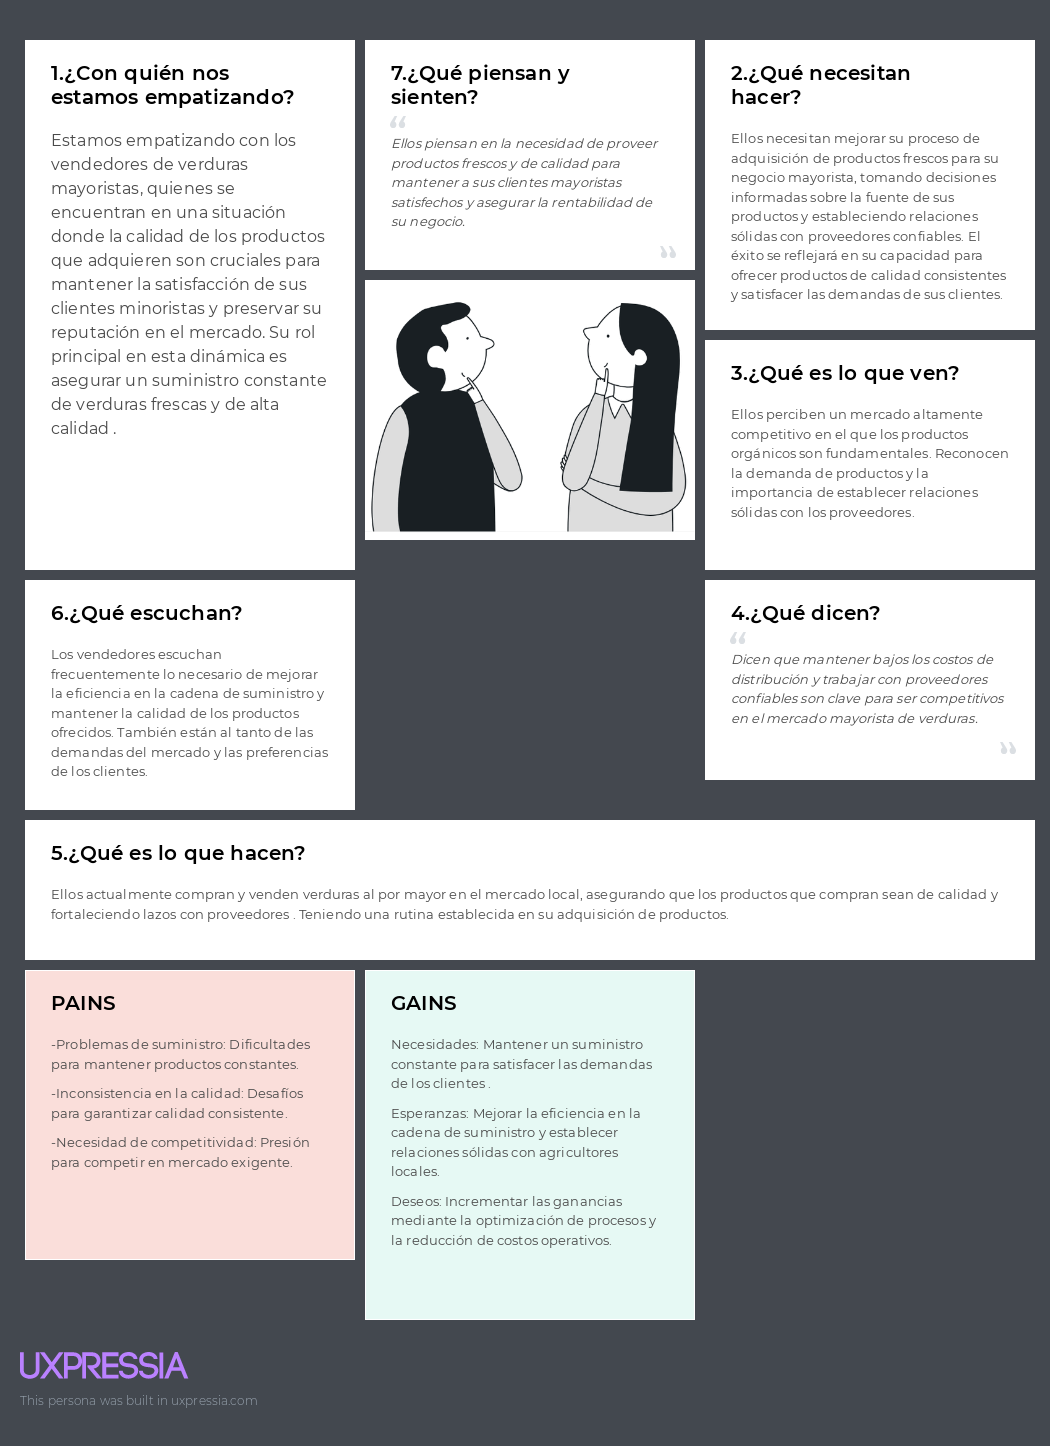 1.¿Con quién nos
estamos empatizando?
Estamos empatizando con los
vendedores de verduras
mayoristas, quienes se
encuentran en una situación
donde la calidad de los productos
que adquieren son cruciales para
mantener la satisfacción de sus
clientes minoristas y preservar su
reputación en el mercado. Su rol
principal en esta dinámica es
asegurar un suministro constante
de verduras frescas y de alta
calidad .
7.¿Qué piensan y
sienten?
“
Ellos piensan en la necesidad de proveer
productos frescos y de calidad para
mantener a sus clientes mayoristas
satisfechos y asegurar la rentabilidad de
su negocio.
”
2.¿Qué necesitan
hacer?
Ellos necesitan mejorar su proceso de
adquisición de productos frescos para su
negocio mayorista, tomando decisiones
informadas sobre la fuente de sus
productos y estableciendo relaciones
sólidas con proveedores confiables. El
éxito se reflejará en su capacidad para
ofrecer productos de calidad consistentes
y satisfacer las demandas de sus clientes.
3.¿Qué es lo que ven?
Ellos perciben un mercado altamente
competitivo en el que los productos
orgánicos son fundamentales. Reconocen
la demanda de productos y la
importancia de establecer relaciones
sólidas con los proveedores.
6.¿Qué escuchan?
Los vendedores escuchan
frecuentemente lo necesario de mejorar
la eficiencia en la cadena de suministro y
mantener la calidad de los productos
ofrecidos. También están al tanto de las
demandas del mercado y las preferencias
de los clientes.
4.¿Qué dicen?
“
Dicen que mantener bajos los costos de
distribución y trabajar con proveedores
confiables son clave para ser competitivos
en el mercado mayorista de verduras.
”
5.¿Qué es lo que hacen?
Ellos actualmente compran y venden verduras al por mayor en el mercado local, asegurando que los productos que compran sean de calidad y
fortaleciendo lazos con proveedores . Teniendo una rutina establecida en su adquisición de productos.
PAINS
-Problemas de suministro: Dificultades
para mantener productos constantes.
-Inconsistencia en la calidad: Desafíos
para garantizar calidad consistente.
-Necesidad de competitividad: Presión
para competir en mercado exigente.
GAINS
Necesidades: Mantener un suministro
constante para satisfacer las demandas
de los clientes .
Esperanzas: Mejorar la eficiencia en la
cadena de suministro y establecer
relaciones sólidas con agricultores
locales.
Deseos: Incrementar las ganancias
mediante la optimización de procesos y
la reducción de costos operativos.
UXPRESSIA
This persona was built in uxpressia.com